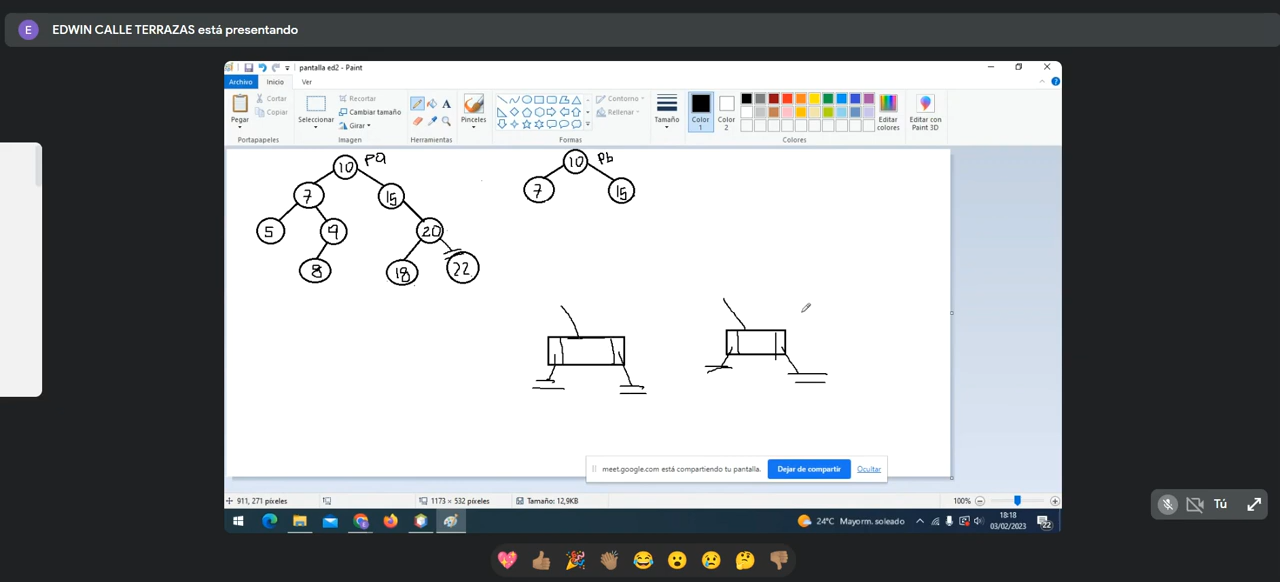 E EDWIN CALLE TERRAZAS está presentando
pantalla ed2 - Paint
Archivo Inicio Ver
Pegar
Cortar
Copiar
Portapapeles
Seleccionar
Recortar
Cambiar tamaño
Girar
Imagen
A
Herramientas
Pinceles
Contorno
Rellenar
Formas
Tamaño
Color 1
Color 2
Editar colores
Colores
Editar con Paint 3D
10 Pa
7 15
5 9 20
8 18 22
10 Pb
7 15
meet.google.com está compartiendo tu pantalla. Dejar de compartir Ocultar
911, 271 píxeles 1173 × 532 píxeles Tamaño: 12,9KB 100%
24°C Mayorm. soleado 18:18
03/02/2023
22
Tú